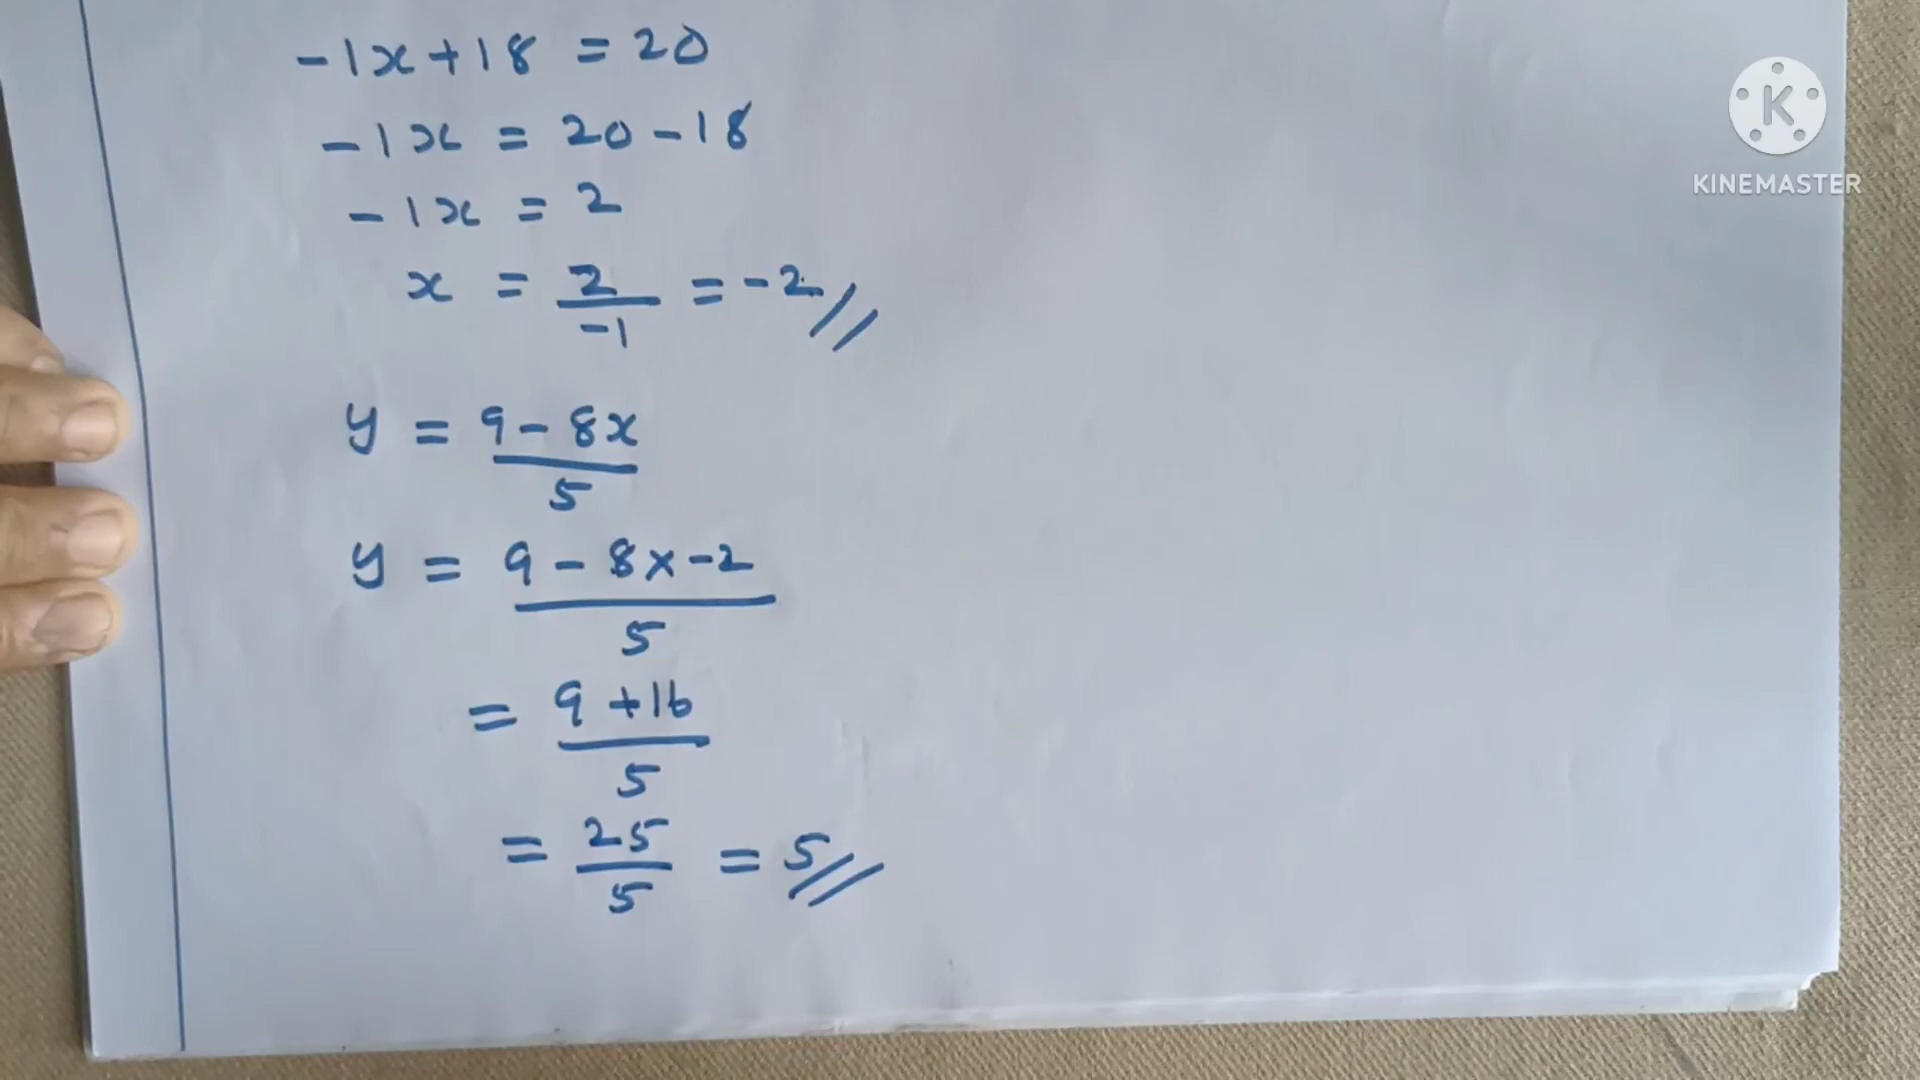 -1x+18 = 20
-1x = 20-18
-1x = 2
x = 2/-1 = -2//
y = 9-8x/5
y = 9-8x-2/5
= 9+16/5
= 25/5 = 5//
K
KINEMASTER